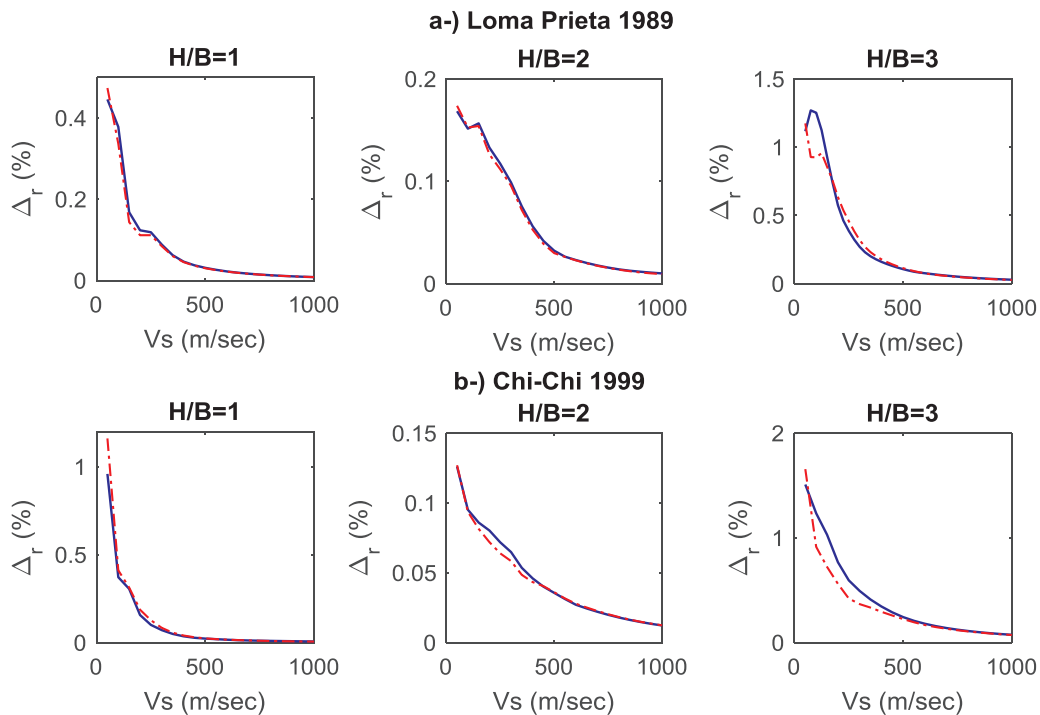 a-) Loma Prieta 1989
H/B=1
H/B=2
H/B=3
Δr (%)
0.4
0.2
0
0 500 1000
Vs (m/sec)
Δr (%)
0.2
0.1
0
0 500 1000
Vs (m/sec)
Δr (%)
1.5
1
0.5
0
0 500 1000
Vs (m/sec)
b-) Chi-Chi 1999
H/B=1
H/B=2
H/B=3
Δr (%)
1
0.5
0
0 500 1000
Vs (m/sec)
Δr (%)
0.15
0.1
0.05
0
0 500 1000
Vs (m/sec)
Δr (%)
2
1
0
0 500 1000
Vs (m/sec)